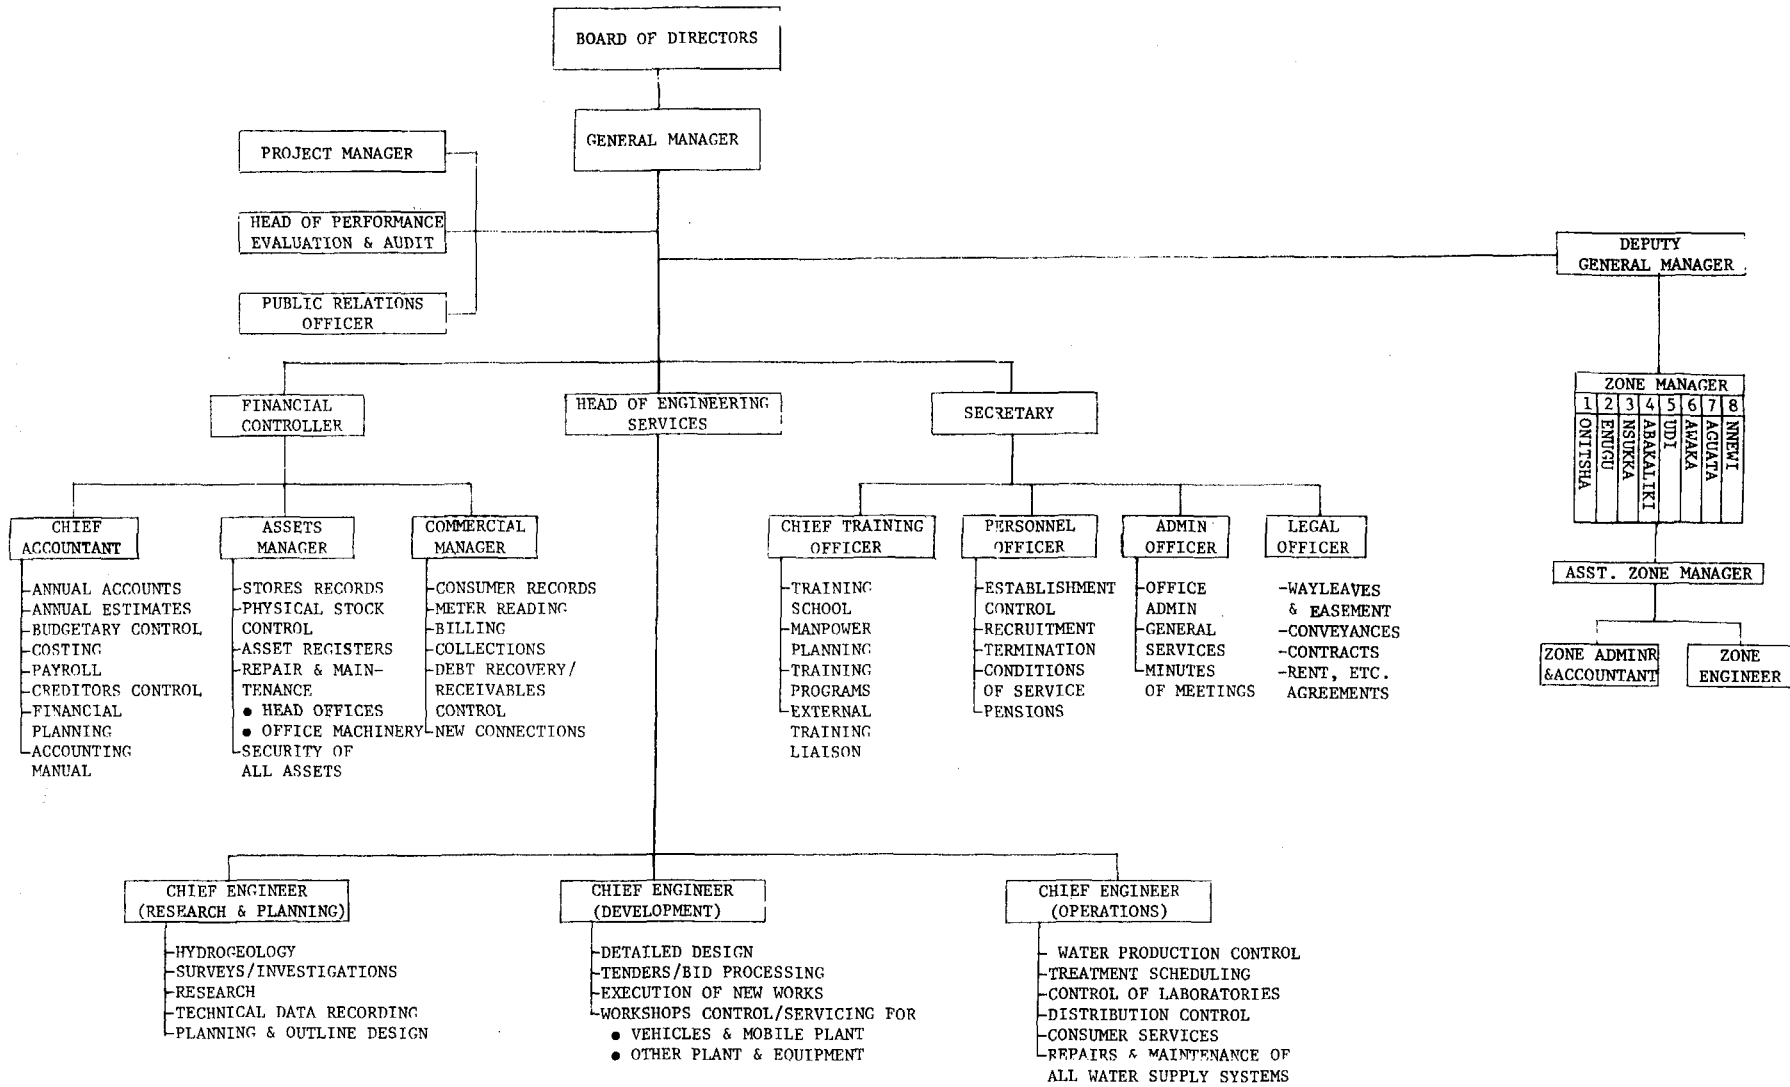 BOARD OF DIRECTORS
GENERAL MANAGER
PROJECT MANAGER
HEAD OF PERFORMANCE
EVALUATION & AUDIT
PUBLIC RELATIONS
OFFICER
DEPUTY
GENERAL MANAGER
FINANCIAL
CONTROLLER
HEAD OF ENGINEERING
SERVICES
SECRETARY
ZONE MANAGER
1 2 3 4 5 6 7 8
ONITSHA
ENUGU
NSUKKA
ABAKALIKI
UDI
AWAKA
AGUATA
NNEWI
ASST. ZONE MANAGER
ZONE ADMINR
&ACCOUNTANT
ZONE
ENGINEER
CHIEF
ACCOUNTANT
ANNUAL ACCOUNTS
ANNUAL ESTIMATES
BUDGETARY CONTROL
COSTING
PAYROLL
CREDITORS CONTROL
FINANCIAL
PLANNING
ACCOUNTING
MANUAL
ASSETS
MANAGER
STORES RECORDS
PHYSICAL STOCK
CONTROL
ASSET REGISTERS
REPAIR & MAIN-
TENANCE
● HEAD OFFICES
● OFFICE MACHINERY
SECURITY OF
ALL ASSETS
COMMERCIAL
MANAGER
CONSUMER RECORDS
METER READING
BILLING
COLLECTIONS
DEBT RECOVERY/
RECEIVABLES
CONTROL
NEW CONNECTIONS
CHIEF TRAINING
OFFICER
TRAINING
SCHOOL
MANPOWER
PLANNING
TRAINING
PROGRAMS
EXTERNAL
TRAINING
LIAISON
PERSONNEL
OFFICER
ESTABLISHMENT
CONTROL
RECRUITMENT
TERMINATION
CONDITIONS
OF SERVICE
PENSIONS
ADMIN
OFFICER
OFFICE
ADMIN
GENERAL
SERVICES
MINUTES
OF MEETINGS
LEGAL
OFFICER
-WAYLEAVES
& EASEMENT
-CONVEYANCES
-CONTRACTS
-RENT, ETC.
AGREEMENTS
CHIEF ENGINEER
(RESEARCH & PLANNING)
HYDROGEOLOGY
SURVEYS/INVESTIGATIONS
RESEARCH
TECHNICAL DATA RECORDING
PLANNING & OUTLINE DESIGN
CHIEF ENGINEER
(DEVELOPMENT)
DETAILED DESIGN
TENDERS/BID PROCESSING
EXECUTION OF NEW WORKS
WORKSHOPS CONTROL/SERVICING FOR
● VEHICLES & MOBILE PLANT
● OTHER PLANT & EQUIPMENT
CHIEF ENGINEER
(OPERATIONS)
WATER PRODUCTION CONTROL
TREATMENT SCHEDULING
CONTROL OF LABORATORIES
DISTRIBUTION CONTROL
CONSUMER SERVICES
REPAIRS & MAINTENANCE OF
ALL WATER SUPPLY SYSTEMS